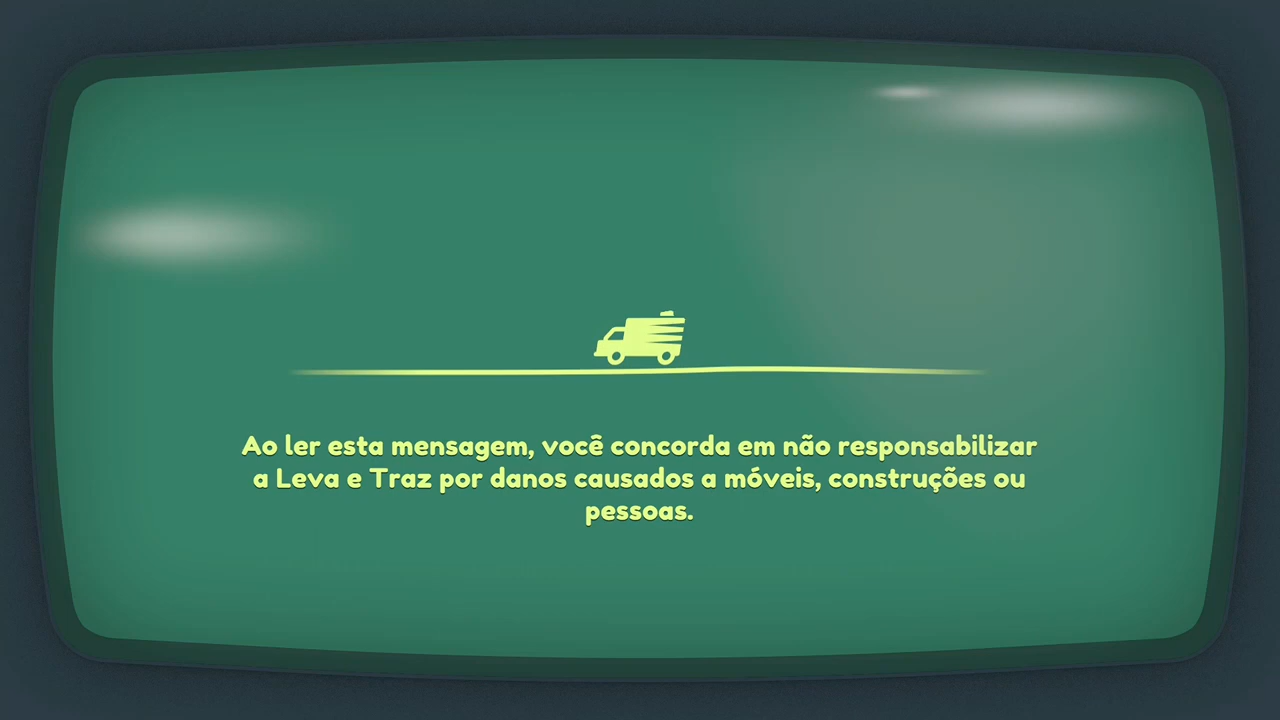 Ao ler esta mensagem, você concorda em não responsabilizar
a Leva e Traz por danos causados a móveis, construções ou
pessoas.